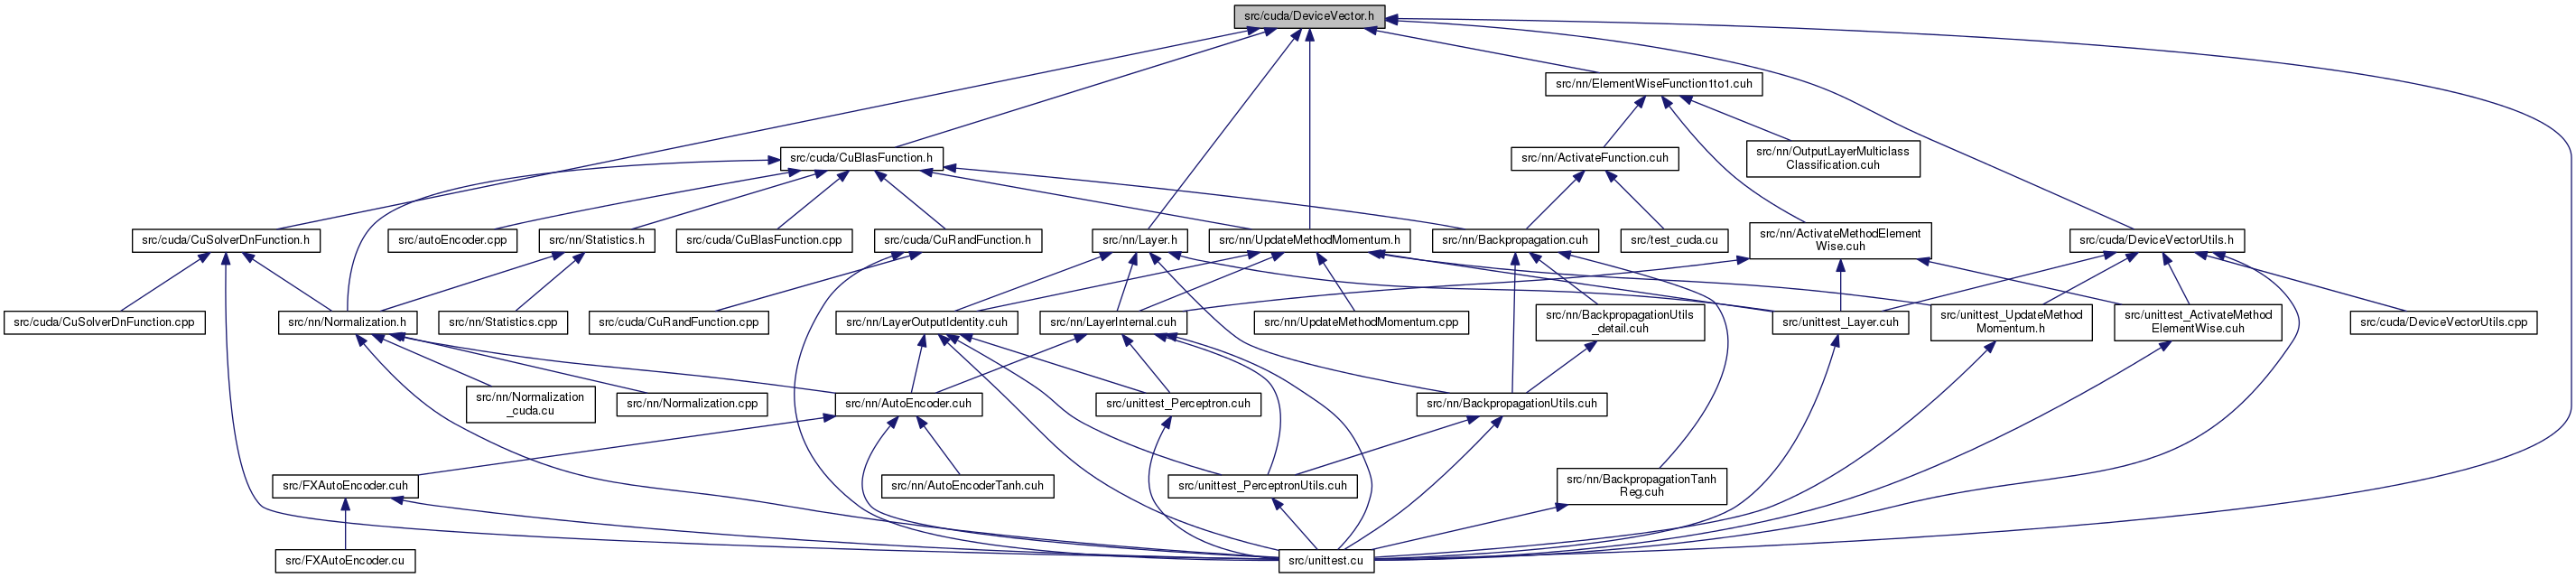 src/cuda/DeviceVector.h
src/nn/ElementWiseFunction1to1.cuh
src/cuda/CuBlasFunction.h
src/nn/ActivateFunction.cuh
src/nn/OutputLayerMulticlass
Classification.cuh
src/cuda/CuSolverDnFunction.h
src/autoEncoder.cpp
src/nn/Statistics.h
src/cuda/CuBlasFunction.cpp
src/cuda/CuRandFunction.h
src/nn/Layer.h
src/nn/UpdateMethodMomentum.h
src/nn/Backpropagation.cuh
src/test_cuda.cu
src/nn/ActivateMethodElement
Wise.cuh
src/cuda/DeviceVectorUtils.h
src/cuda/CuSolverDnFunction.cpp
src/nn/Normalization.h
src/nn/Statistics.cpp
src/cuda/CuRandFunction.cpp
src/nn/LayerOutputIdentity.cuh
src/nn/LayerInternal.cuh
src/nn/UpdateMethodMomentum.cpp
src/nn/BackpropagationUtils
_detail.cuh
src/unittest_Layer.cuh
src/unittest_UpdateMethod
Momentum.h
src/unittest_ActivateMethod
ElementWise.cuh
src/cuda/DeviceVectorUtils.cpp
src/nn/Normalization
_cuda.cu
src/nn/Normalization.cpp
src/nn/AutoEncoder.cuh
src/unittest_Perceptron.cuh
src/nn/BackpropagationUtils.cuh
src/FXAutoEncoder.cuh
src/nn/AutoEncoderTanh.cuh
src/unittest_PerceptronUtils.cuh
src/nn/BackpropagationTanh
Reg.cuh
src/FXAutoEncoder.cu
src/unittest.cu